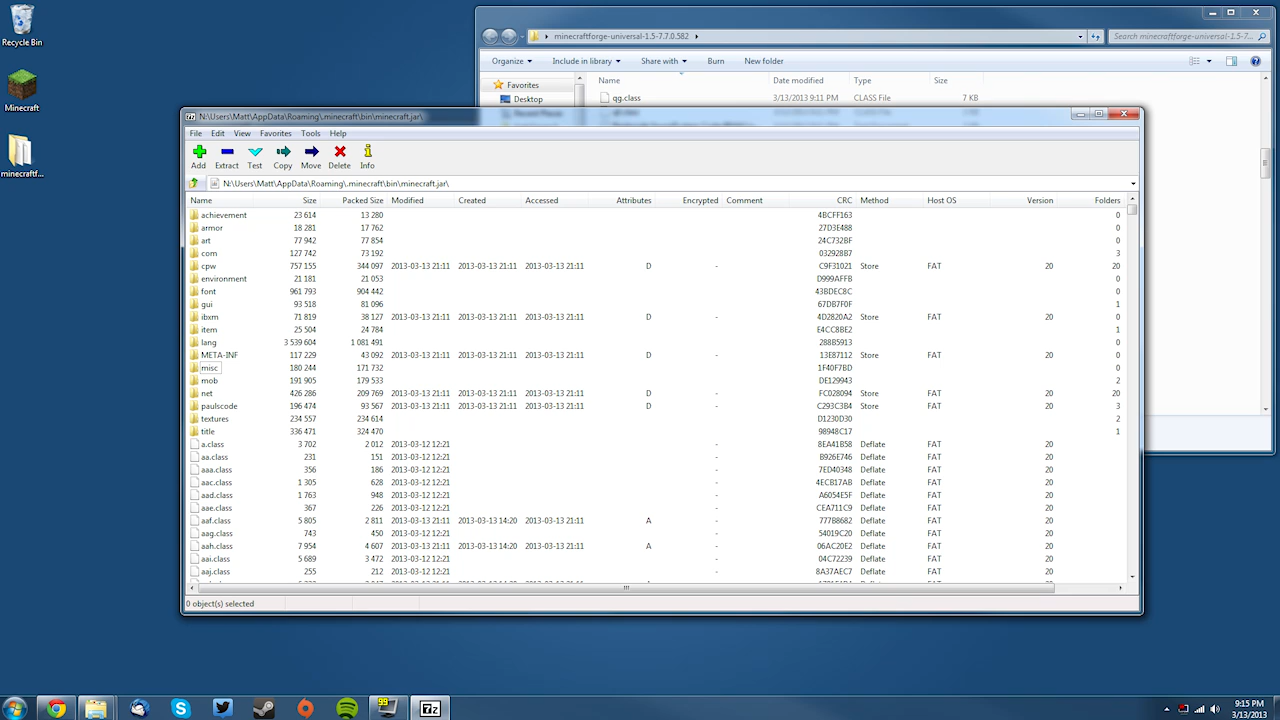 Recycle Bin
Minecraft
minecraftf...
minecraftforge-universal-1.5-7.7.0.582
Search minecraftforge-universal-1.5-7...
Organize Include in library Share with Burn New folder
Favorites
Desktop
Name Date modified Type Size
qg.class 3/13/2013 9:11 PM CLASS File 7 KB
N:\Users\Matt\AppData\Roaming\.minecraft\bin\minecraft.jar\
File Edit View Favorites Tools Help
Add Extract Test Copy Move Delete Info
N:\Users\Matt\AppData\Roaming\.minecraft\bin\minecraft.jar\
Name Size Packed Size Modified Created Accessed Attributes Encrypted Comment CRC Method Host OS Version Folders
achievement 23 614 13 280 4BCFF163 0
armor 18 281 17 762 27D3E488 0
art 77 942 77 854 24C732BF 0
com 127 742 73 192 032928B7 3
cpw 757 155 344 097 2013-03-13 21:11 2013-03-13 21:11 2013-03-13 21:11 D - C9F31021 Store FAT 20 20
environment 21 181 21 053 D999AFFB 0
font 961 793 904 442 43BDEC8C 0
gui 93 518 81 096 67DB7F0F 1
ibxm 71 819 38 127 2013-03-13 21:11 2013-03-13 21:11 2013-03-13 21:11 D - 4D2820A2 Store FAT 20 0
item 25 504 24 784 E4CC8BE2 1
lang 3 539 604 1 081 491 288B5913 0
META-INF 117 229 43 092 2013-03-13 21:11 2013-03-13 21:11 2013-03-13 21:11 D - 13E87112 Store FAT 20 0
misc 180 244 171 732 1F40F7BD 0
mob 191 905 179 533 DE129943 2
net 426 286 209 769 2013-03-13 21:11 2013-03-13 21:11 2013-03-13 21:11 D - FC028094 Store FAT 20 20
paulscode 196 474 93 567 2013-03-13 21:11 2013-03-13 21:11 2013-03-13 21:11 D - C293C3B4 Store FAT 20 3
textures 234 557 234 614 D1230D30 2
title 336 471 324 470 98948C17 1
a.class 3 702 2 012 2013-03-12 12:21 - 8EA41B58 Deflate FAT 20
aa.class 231 151 2013-03-12 12:21 - B926E746 Deflate FAT 20
aaa.class 356 186 2013-03-12 12:21 - 7ED40348 Deflate FAT 20
aac.class 1 305 628 2013-03-12 12:21 - 4ECB17AB Deflate FAT 20
aad.class 1 763 948 2013-03-12 12:21 - A6054E5F Deflate FAT 20
aae.class 367 226 2013-03-12 12:21 - CEA711C9 Deflate FAT 20
aaf.class 5 805 2 811 2013-03-13 21:11 2013-03-13 14:20 2013-03-13 21:11 A - 777B8682 Deflate FAT 20
aag.class 743 450 2013-03-12 12:21 - 54019C20 Deflate FAT 20
aah.class 7 954 4 607 2013-03-13 21:11 2013-03-13 14:20 2013-03-13 21:11 A - 06AC20E2 Deflate FAT 20
aai.class 5 689 3 472 2013-03-12 12:21 - 04C72239 Deflate FAT 20
aaj.class 255 212 2013-03-12 12:21 - 8A37AEC7 Deflate FAT 20
0 object(s) selected
99
7z
9:15 PM
3/13/2013